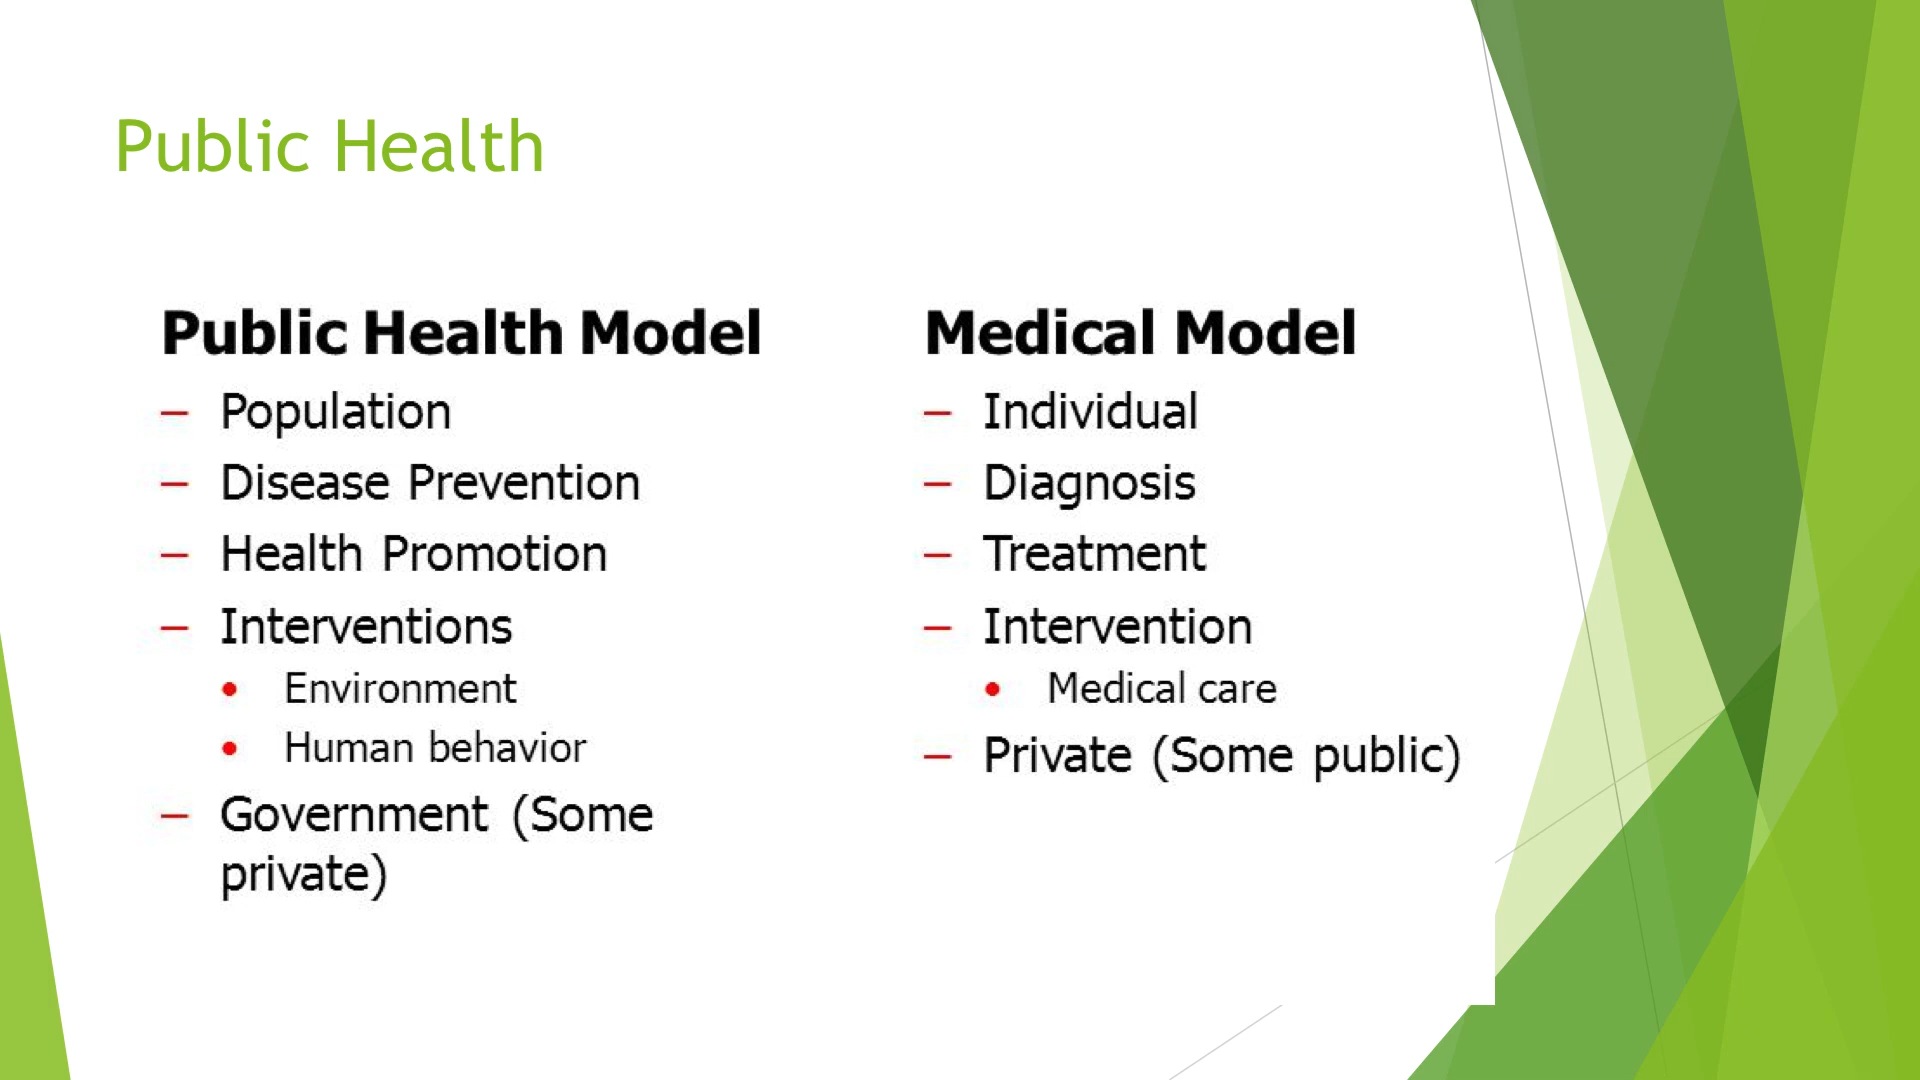 Public Health
Public Health Model
– Population
– Disease Prevention
– Health Promotion
– Interventions
• Environment
• Human behavior
– Government (Some
private)
Medical Model
– Individual
– Diagnosis
– Treatment
– Intervention
• Medical care
– Private (Some public)